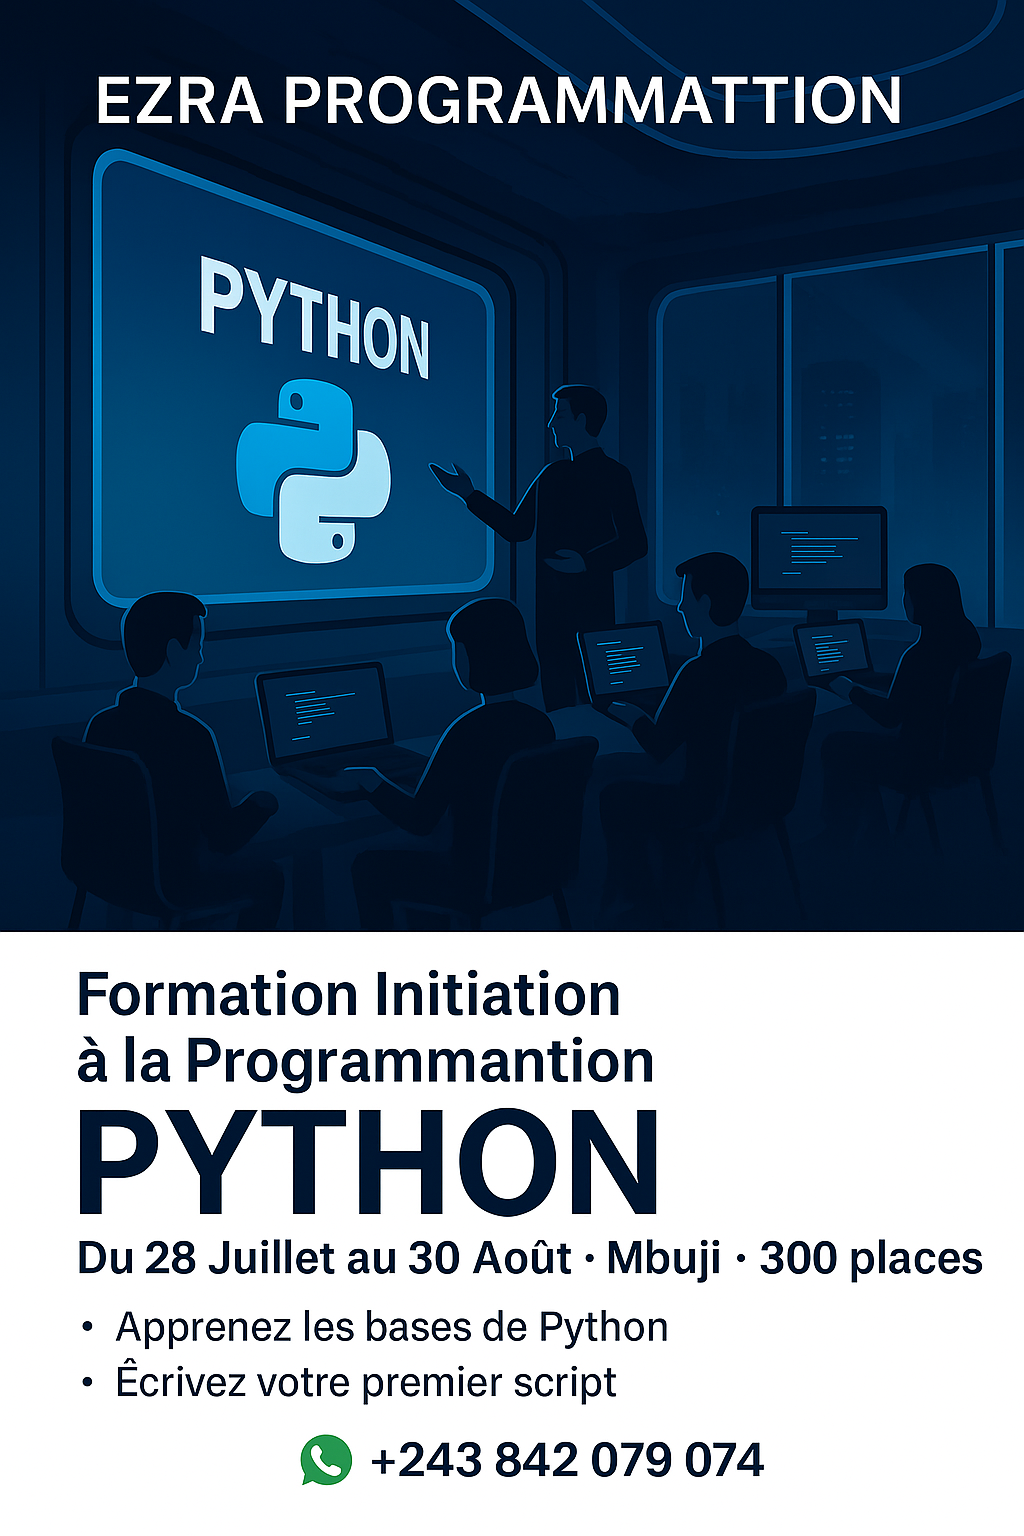 EZRA PROGRAMMATTION
PYTHON
Formation Initiation
à la Programmantion
PYTHON
Du 28 Juillet au 30 Août · Mbuji · 300 places
• Apprenez les bases de Python
• Êcrivez votre premier script
+243 842 079 074